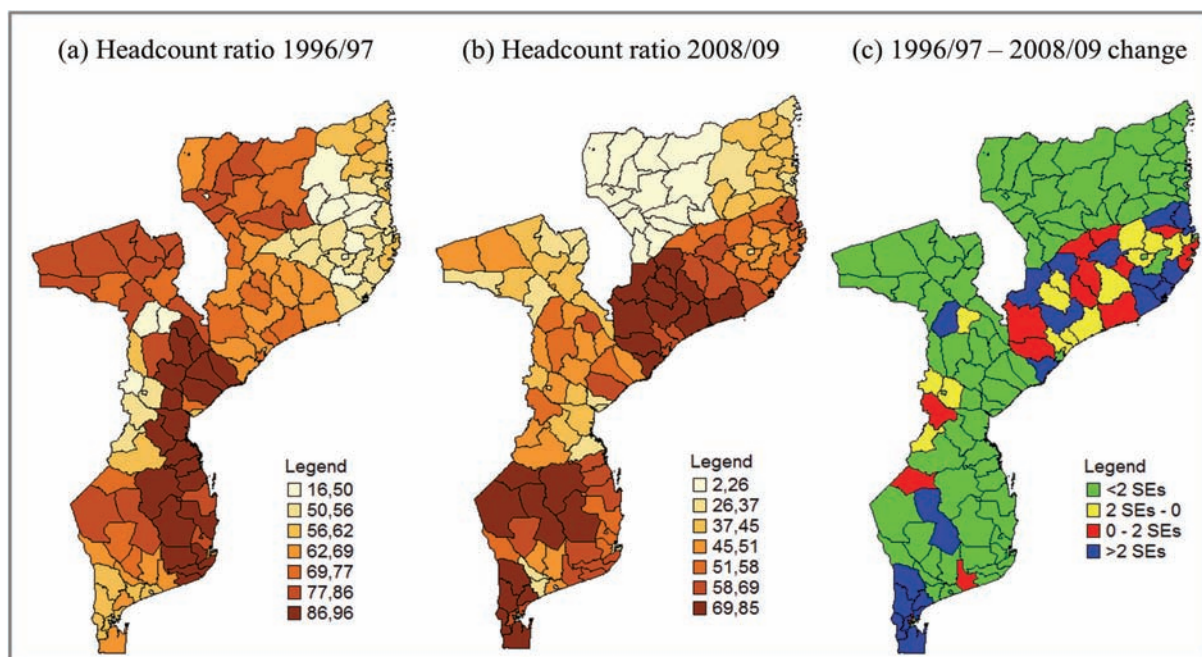 (a) Headcount ratio 1996/97
(b) Headcount ratio 2008/09
(c) 1996/97 – 2008/09 change
Legend
16,50
50,56
56,62
62,69
69,77
77,86
86,96
Legend
2,26
26,37
37,45
45,51
51,58
58,69
69,85
Legend
<2 SEs
2 SEs - 0
0 - 2 SEs
>2 SEs